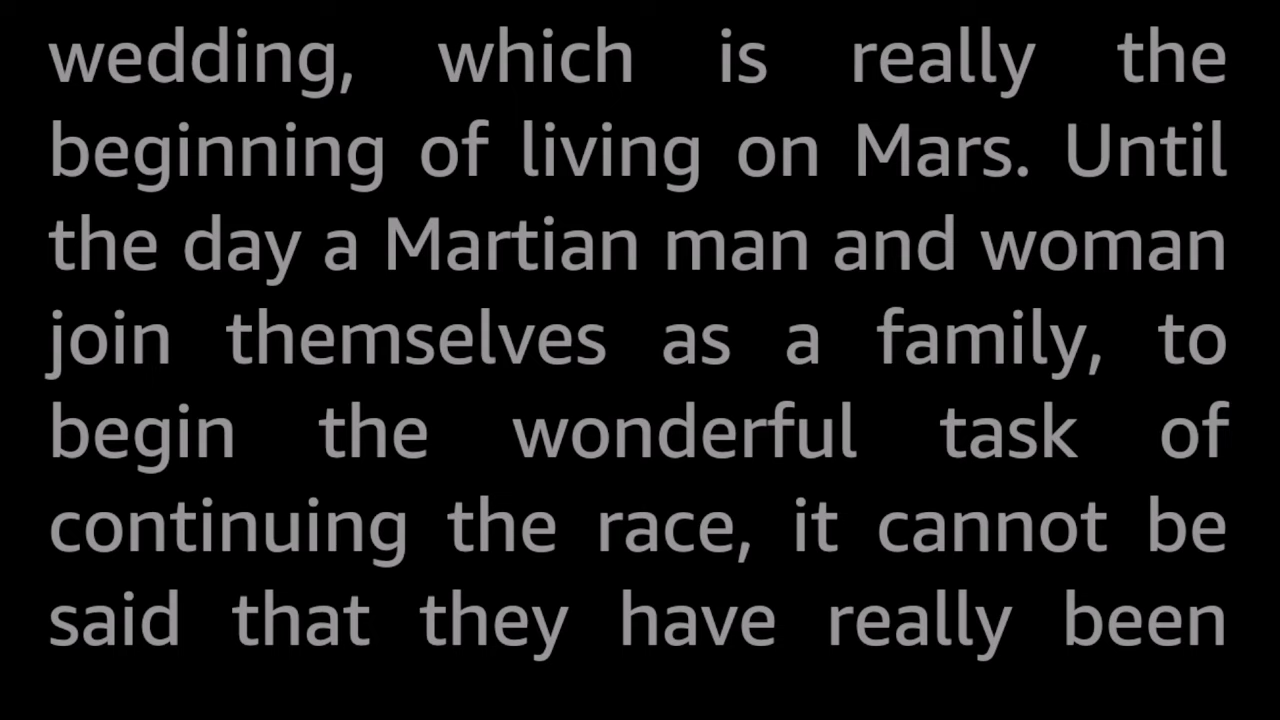 wedding, which is really the
beginning of living on Mars. Until
the day a Martian man and woman
join themselves as a family, to
begin the wonderful task of
continuing the race, it cannot be
said that they have really been